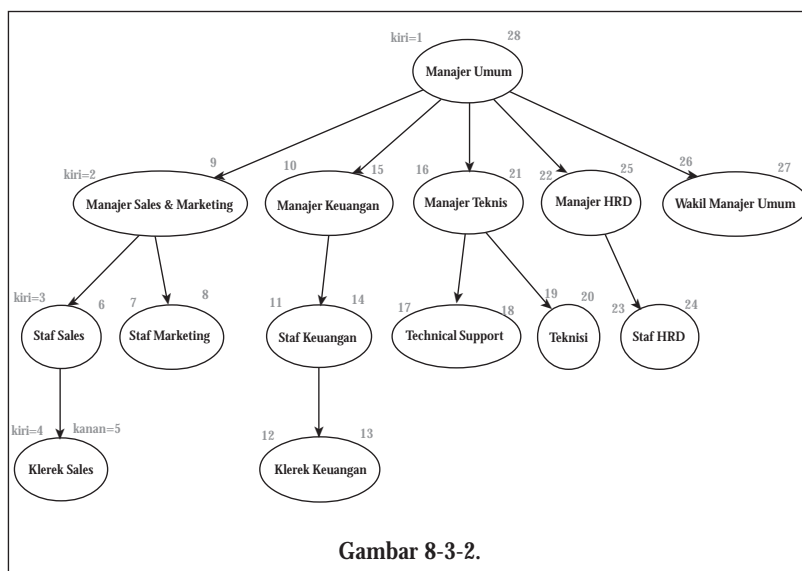 kiri=1
28
Manajer Umum
kiri=2
9
10
15
16
21
22
25
26
27
Manajer Sales & Marketing
Manajer Keuangan
Manajer Teknis
Manajer HRD
Wakil Manajer Umum
kiri=3
6
7
8
11
14
17
18
19
20
23
24
Staf Sales
Staf Marketing
Staf Keuangan
Technical Support
Teknisi
Staf HRD
kiri=4
kanan=5
12
13
Klerek Sales
Klerek Keuangan
Gambar 8-3-2.